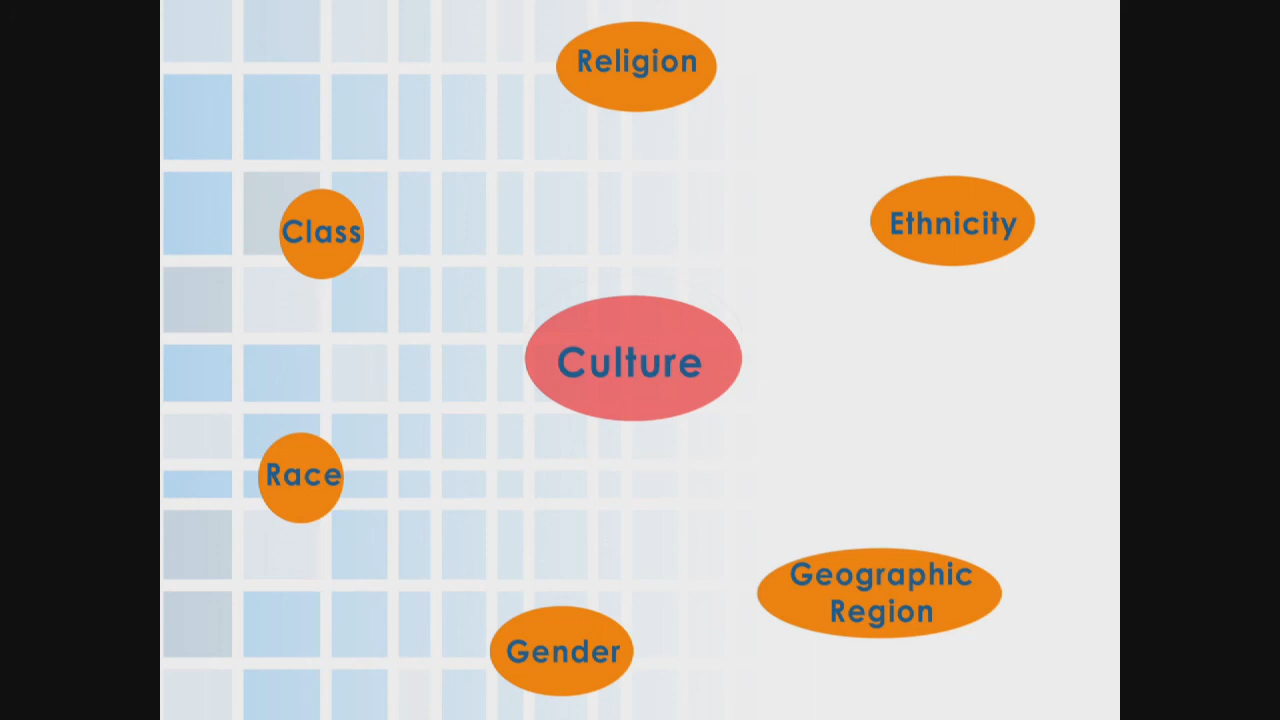 Religion
Class
Ethnicity
Culture
Race
Geographic
Region
Gender